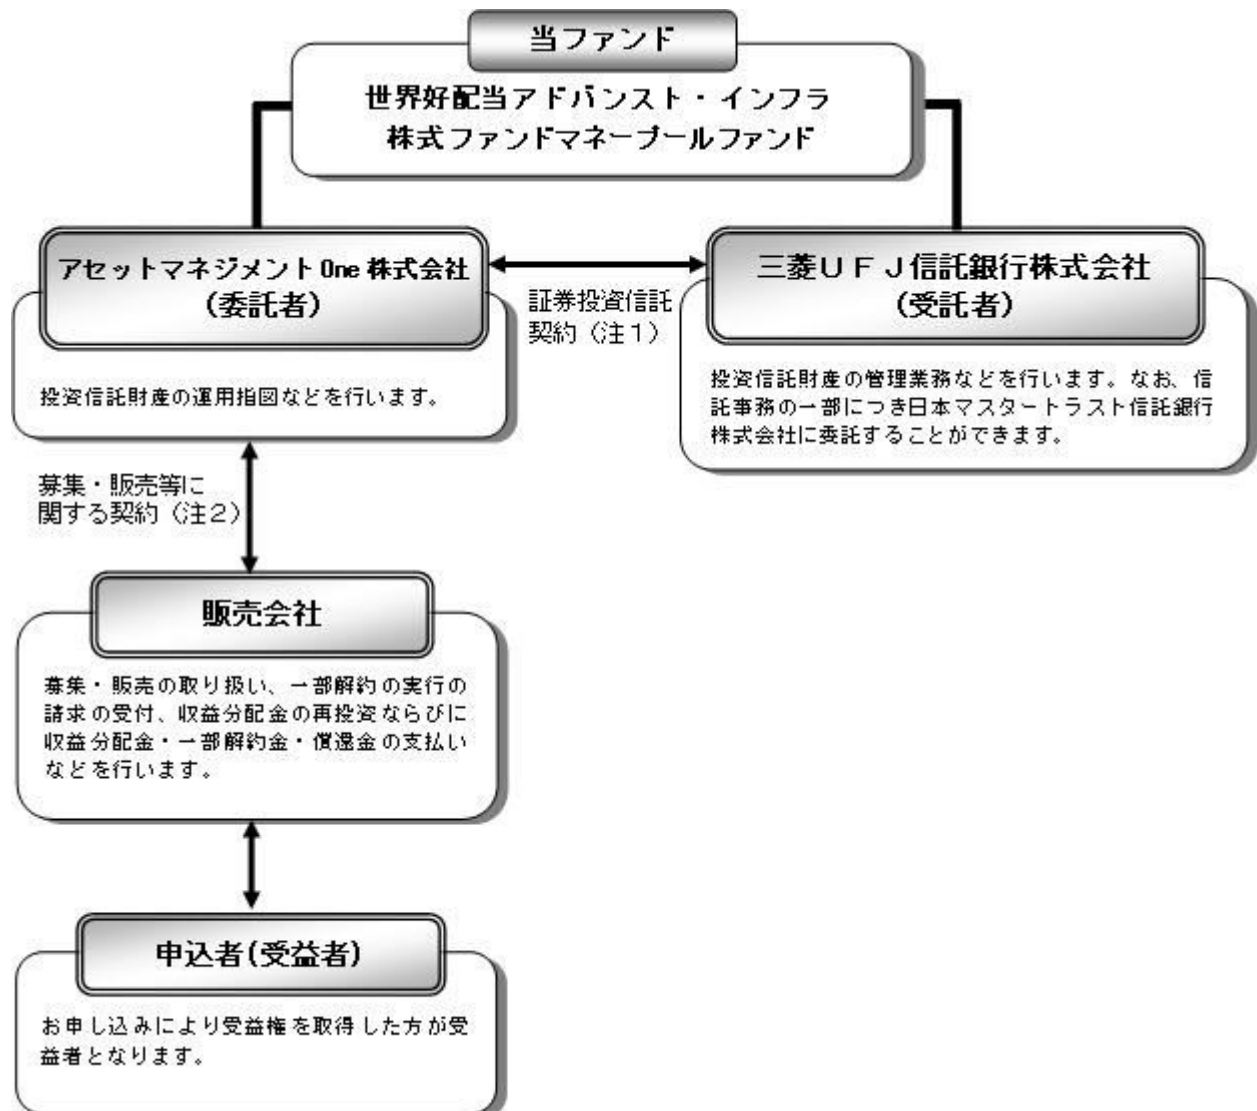 当ファンド
世界好配当アドバンスト・インフラ
株式ファンドマネープールファンド
アセットマネジメントOne 株式会社
(委託者)
三菱ＵＦＪ信託銀行株式会社
(受託者)
証券投資信託
契約（注１）
投資信託財産の運用指図などを行います。
投資信託財産の管理業務などを行います。なお、信
託事務の一部につき日本マスタートラスト信託銀行
株式会社に委託することができます。
募集・販売等に
関する契約（注２）
販売会社
募集・販売の取り扱い、一部解約の実行の
請求の受付、収益分配金の再投資ならびに
収益分配金・一部解約金・償還金の支払い
などを行います。
申込者(受益者)
お申し込みにより受益権を取得した方が受
益者となります。